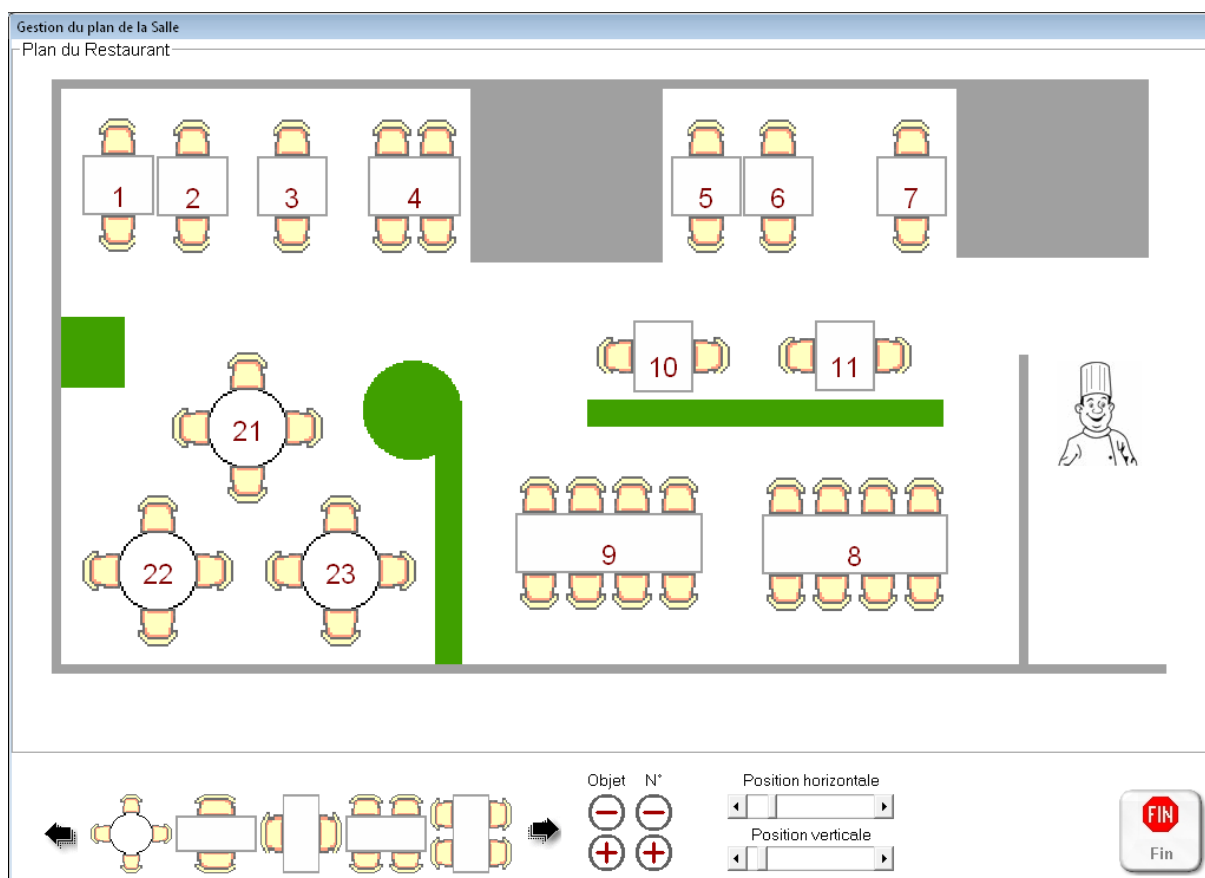 Gestion du plan de la Salle
Plan du Restaurant
1 2 3 4 5 6 7
10 11
21
22 23 9 8
Objet N° Position horizontale
Position verticale
FIN
Fin